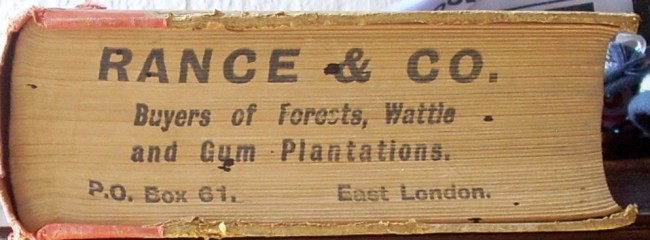 RANCE & CO.
Buyers of Forests, Wattle
and Gum Plantations.
P.O. Box 61. East London.